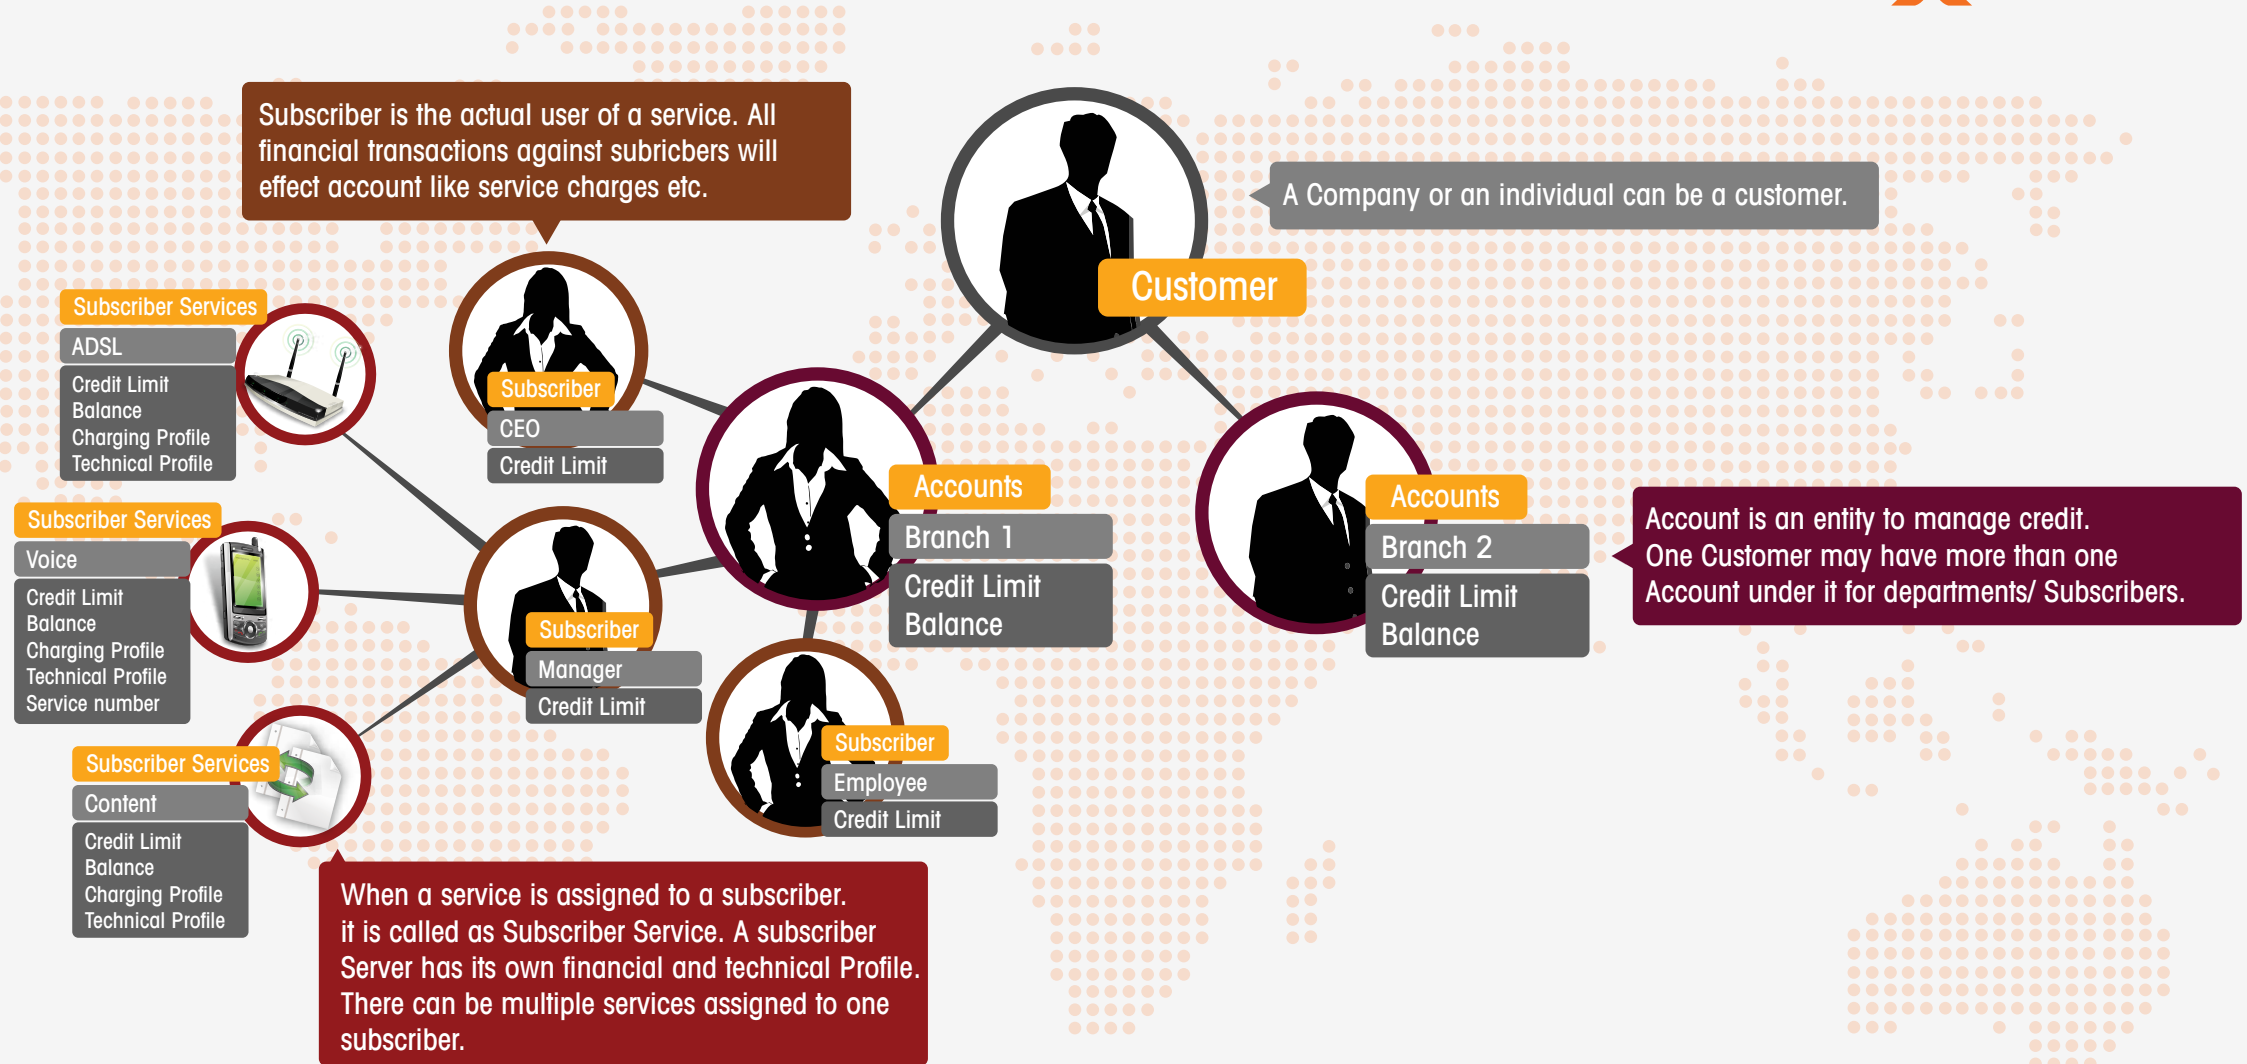 Subscriber is the actual user of a service. All
financial transactions against subricbers will
effect account like service charges etc.
A Company or an individual can be a customer.
Customer
Subscriber Services
ADSL
Credit Limit
Balance
Charging Profile
Technical Profile
Subscriber
CEO
Credit Limit
Accounts
Branch 1
Credit Limit
Balance
Accounts
Branch 2
Credit Limit
Balance
Account is an entity to manage credit.
One Customer may have more than one
Account under it for departments/ Subscribers.
Subscriber Services
Voice
Credit Limit
Balance
Charging Profile
Technical Profile
Service number
Subscriber
Manager
Credit Limit
Subscriber
Employee
Credit Limit
Subscriber Services
Content
Credit Limit
Balance
Charging Profile
Technical Profile
When a service is assigned to a subscriber.
it is called as Subscriber Service. A subscriber
Server has its own financial and technical Profile.
There can be multiple services assigned to one
subscriber.